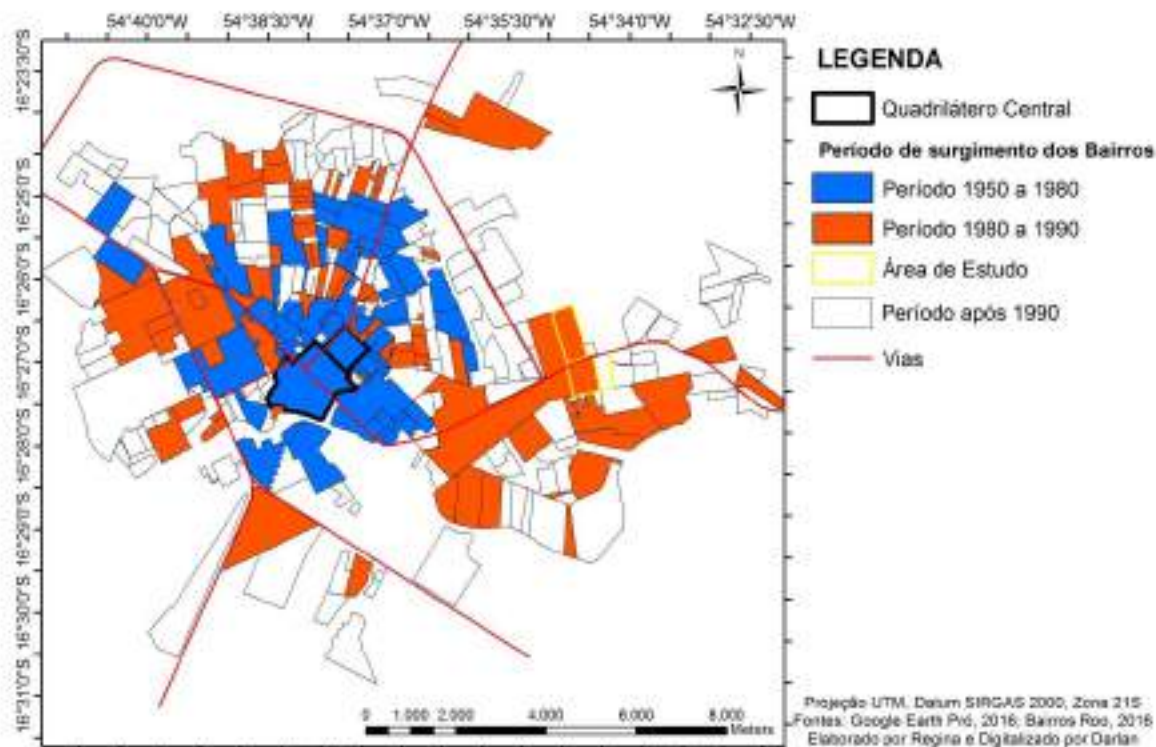 54°40'0"W 54°38'30"W 54°37'0"W 54°35'30"W 54°34'0"W 54°32'30"W
16°23'30"S
16°25'0"S
16°26'0"S
16°27'0"S
16°28'0"S
16°29'0"S
16°30'0"S
16°31'0"S
N
LEGENDA
Quadrilátero Central
Período de surgimento dos Bairros
Período 1950 a 1980
Período 1980 a 1990
Área de Estudo
Período após 1990
Vias
0 1.000 2.000 4.000 6.000 8.000
Meters
Projeção UTM, Datum SIRGAS 2000, Zona 21S
Fontes: Google Earth Pró, 2016; Bairros Roo, 2016
Elaborado por Regina e Digitalizado por Darlan